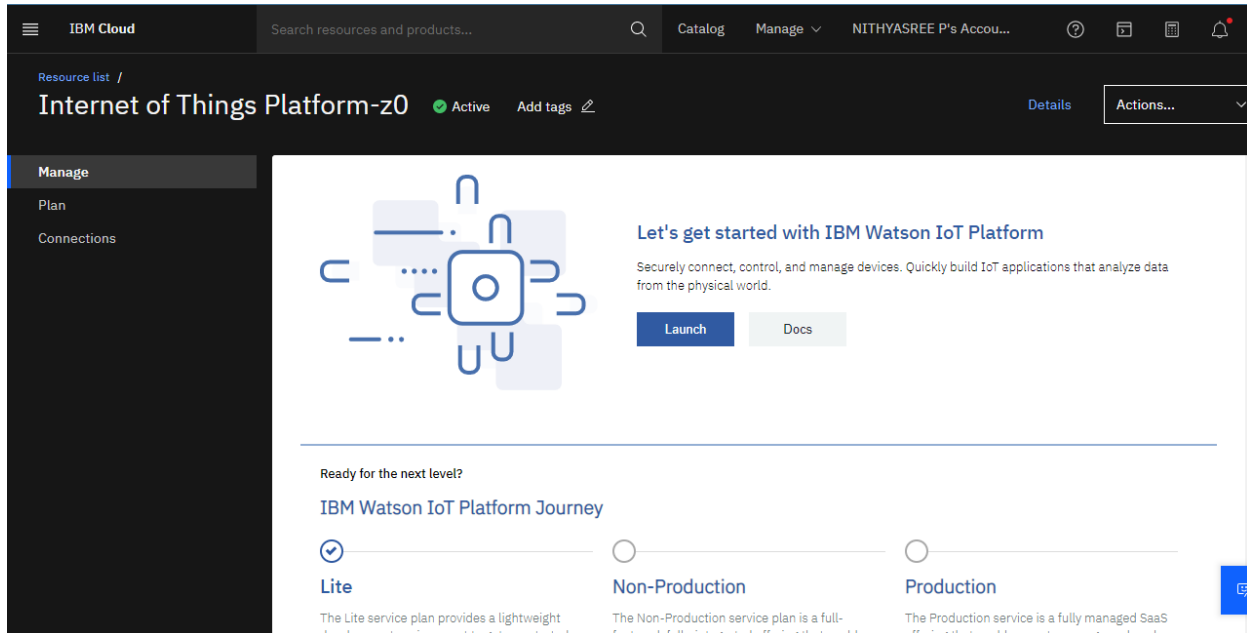 IBM Cloud
Search resources and products...
Catalog
Manage
NITHYASREE P's Accou...
Resource list /
Internet of Things Platform-z0
Active
Add tags
Details
Actions...
Manage
Plan
Connections
Let's get started with IBM Watson IoT Platform
Securely connect, control, and manage devices. Quickly build IoT applications that analyze data
from the physical world.
Launch
Docs
Ready for the next level?
IBM Watson IoT Platform Journey
Lite
Non-Production
Production
The Lite service plan provides a lightweight
The Non-Production service plan is a full-
The Production service is a fully managed SaaS